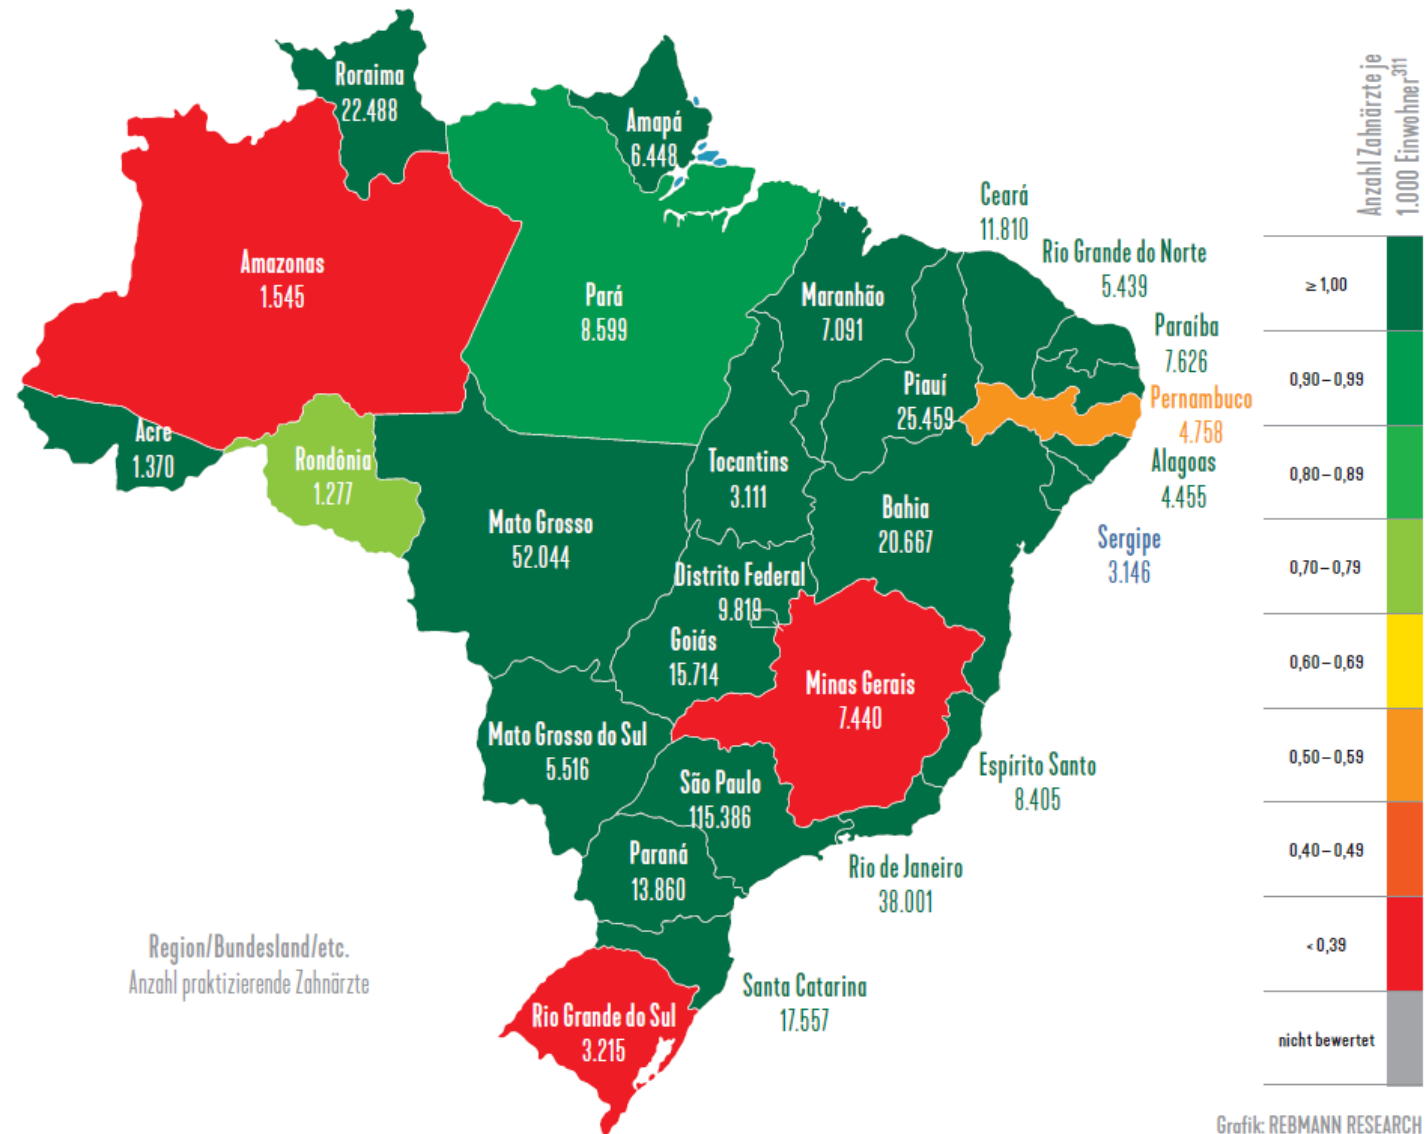 Anzahl Zahnärzte je
1.000 Einwohner³¹¹
Roraima
22.488
Amapá
6.448
Ceará
11.810
Rio Grande do Norte
5.439
Amazonas
1.545
Pará
8.599
Maranhão
7.091
≥ 1,00
Paraíba
7.626
0,90–0,99
Piauí
25.459
Pernambuco
4.758
Acre
1.370
Rondônia
1.277
Tocantins
3.111
Alagoas
4.455
0,80–0,89
Mato Grosso
52.044
Bahia
20.667
Sergipe
3.146
0,70–0,79
Distrito Federal
9.819
Goiás
15.714
0,60–0,69
Minas Gerais
7.440
Mato Grosso do Sul
5.516
São Paulo
115.386
Espírito Santo
8.405
0,50–0,59
Paraná
13.860
Rio de Janeiro
38.001
0,40–0,49
Region/Bundesland/etc.
Anzahl praktizierende Zahnärzte
< 0,39
Santa Catarina
17.557
Rio Grande do Sul
3.215
nicht bewertet
Grafik: REBMANN RESEARCH